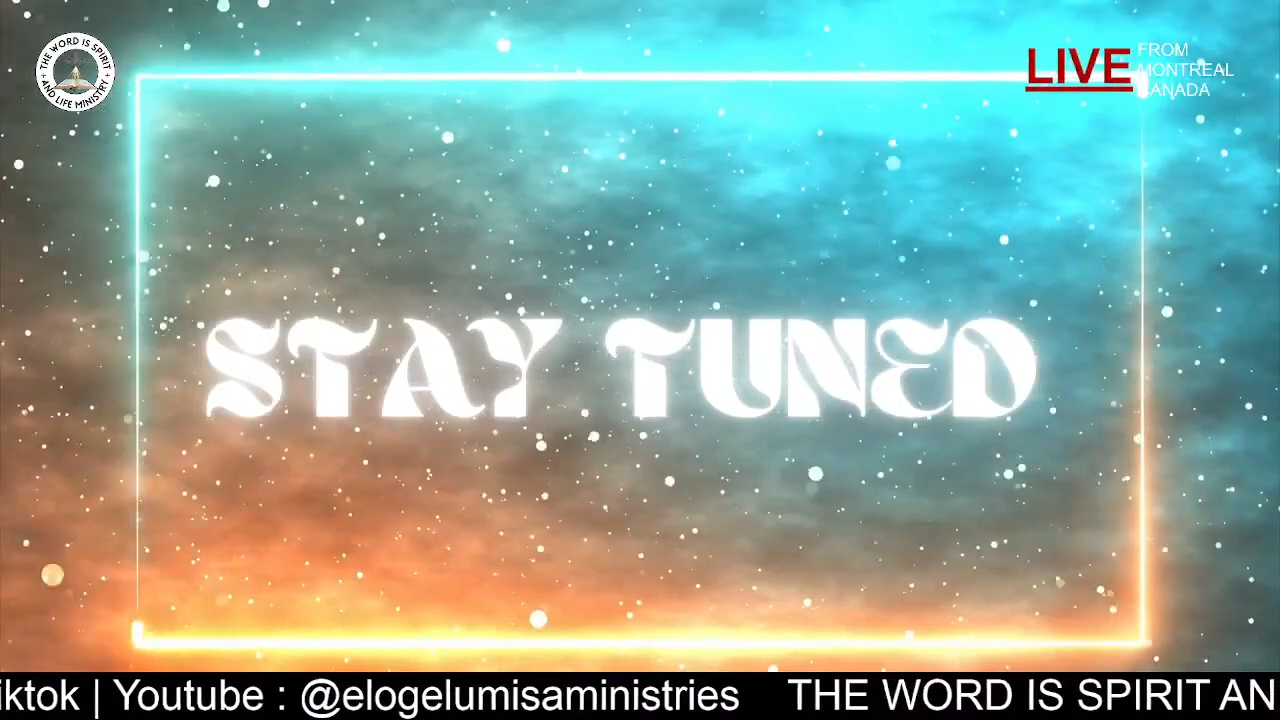 THE WORD IS SPIRIT
AND LIFE MINISTRY
LIVE
FROM
MONTREAL
CANADA
STAY TUNED
iktok | Youtube : @elogelumisaministries THE WORD IS SPIRIT AN